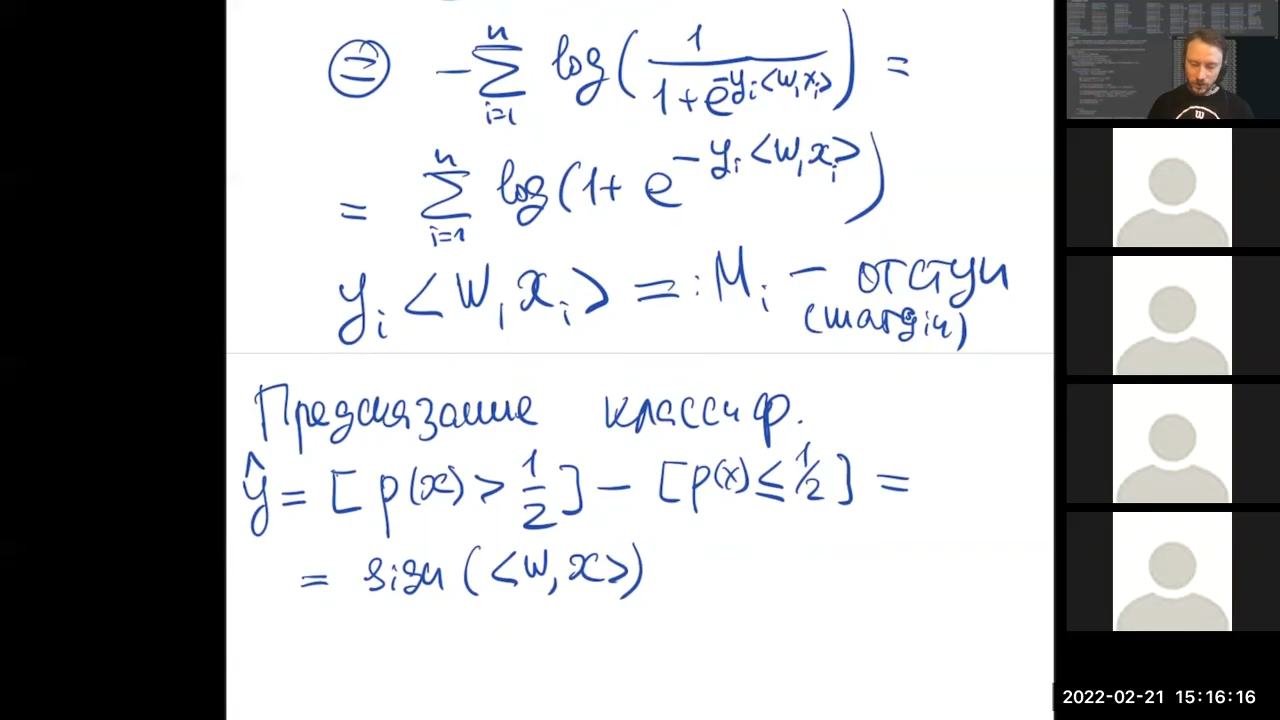 ⊜ -∑_{i=1}^{n} log(1/(1+e^{-y_i<w,x_i>})) =
= ∑_{i=1}^{n} log(1+e^{-y_i<w,x_i>})
y_i <w, x_i> =: M_i – отступ
(margin)
Предсказание классиф.
ŷ = [p(x) > 1/2] - [p(x) ≤ 1/2] =
= sign(<w, x>)
2022-02-21 15:16:16